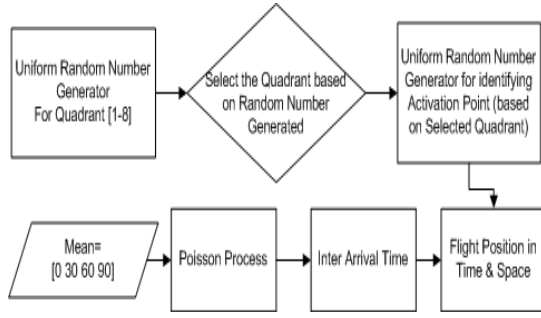 Uniform Random Number
Generator
For Quadrant [1-8]
Select the Quadrant based
on Random Number
Generated
Uniform Random Number
Generator for identifying
Activation Point (based
on Selected Quadrant)
Mean=
[0 30 60 90]
Poisson Process
Inter Arrival Time
Flight Position in
Time & Space